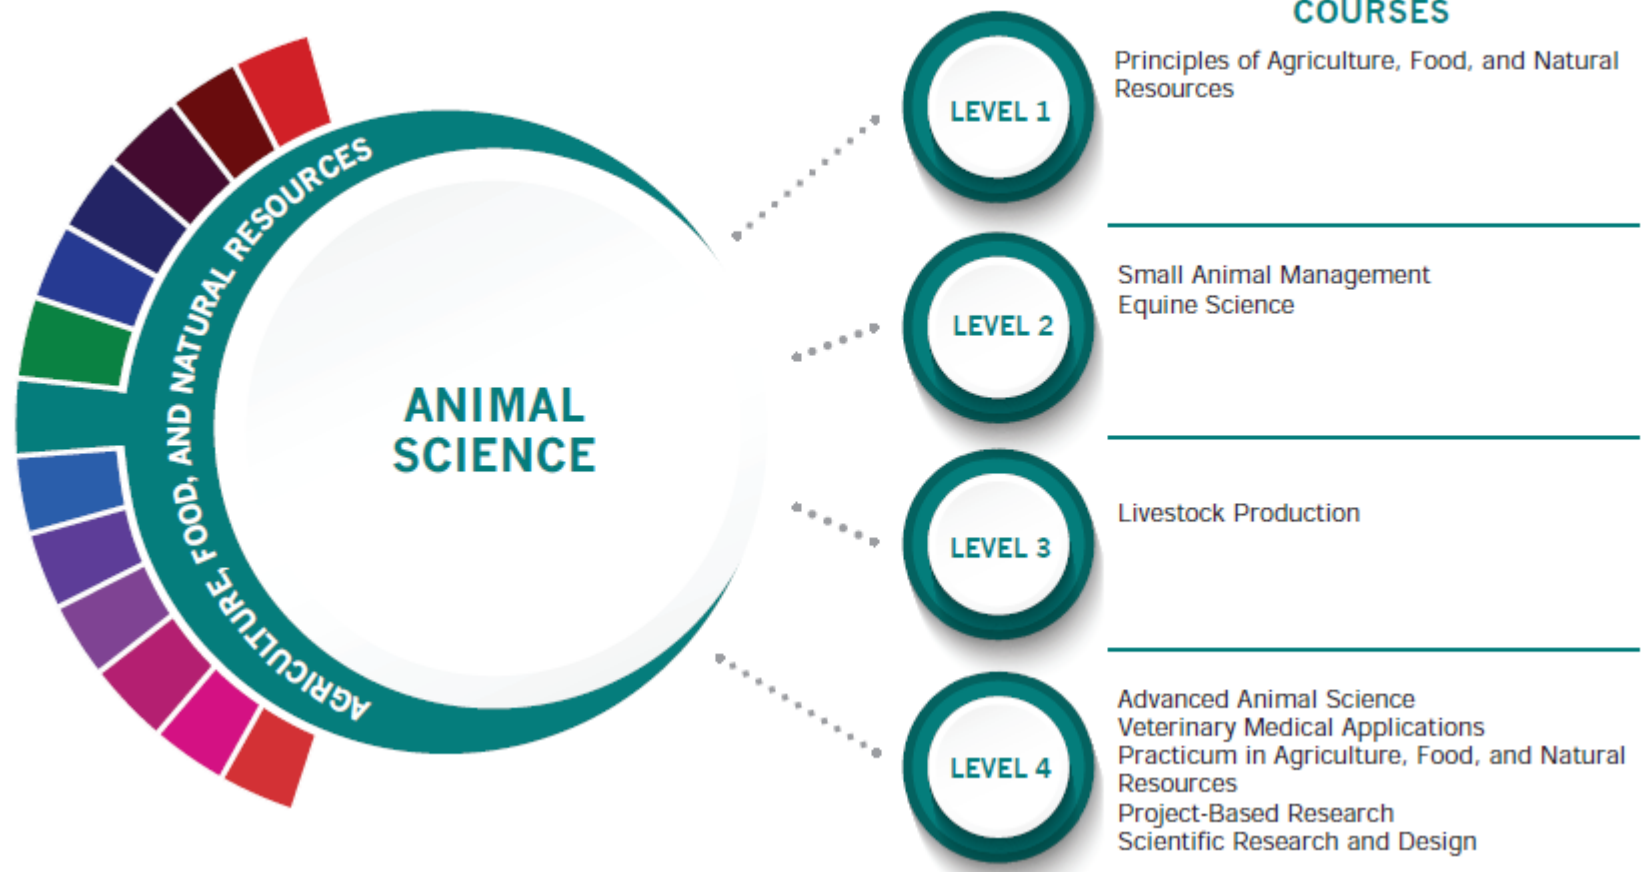 AGRICULTURE, FOOD, AND NATURAL RESOURCES
ANIMAL
SCIENCE
COURSES
LEVEL 1
Principles of Agriculture, Food, and Natural
Resources
LEVEL 2
Small Animal Management
Equine Science
LEVEL 3
Livestock Production
LEVEL 4
Advanced Animal Science
Veterinary Medical Applications
Practicum in Agriculture, Food, and Natural
Resources
Project-Based Research
Scientific Research and Design